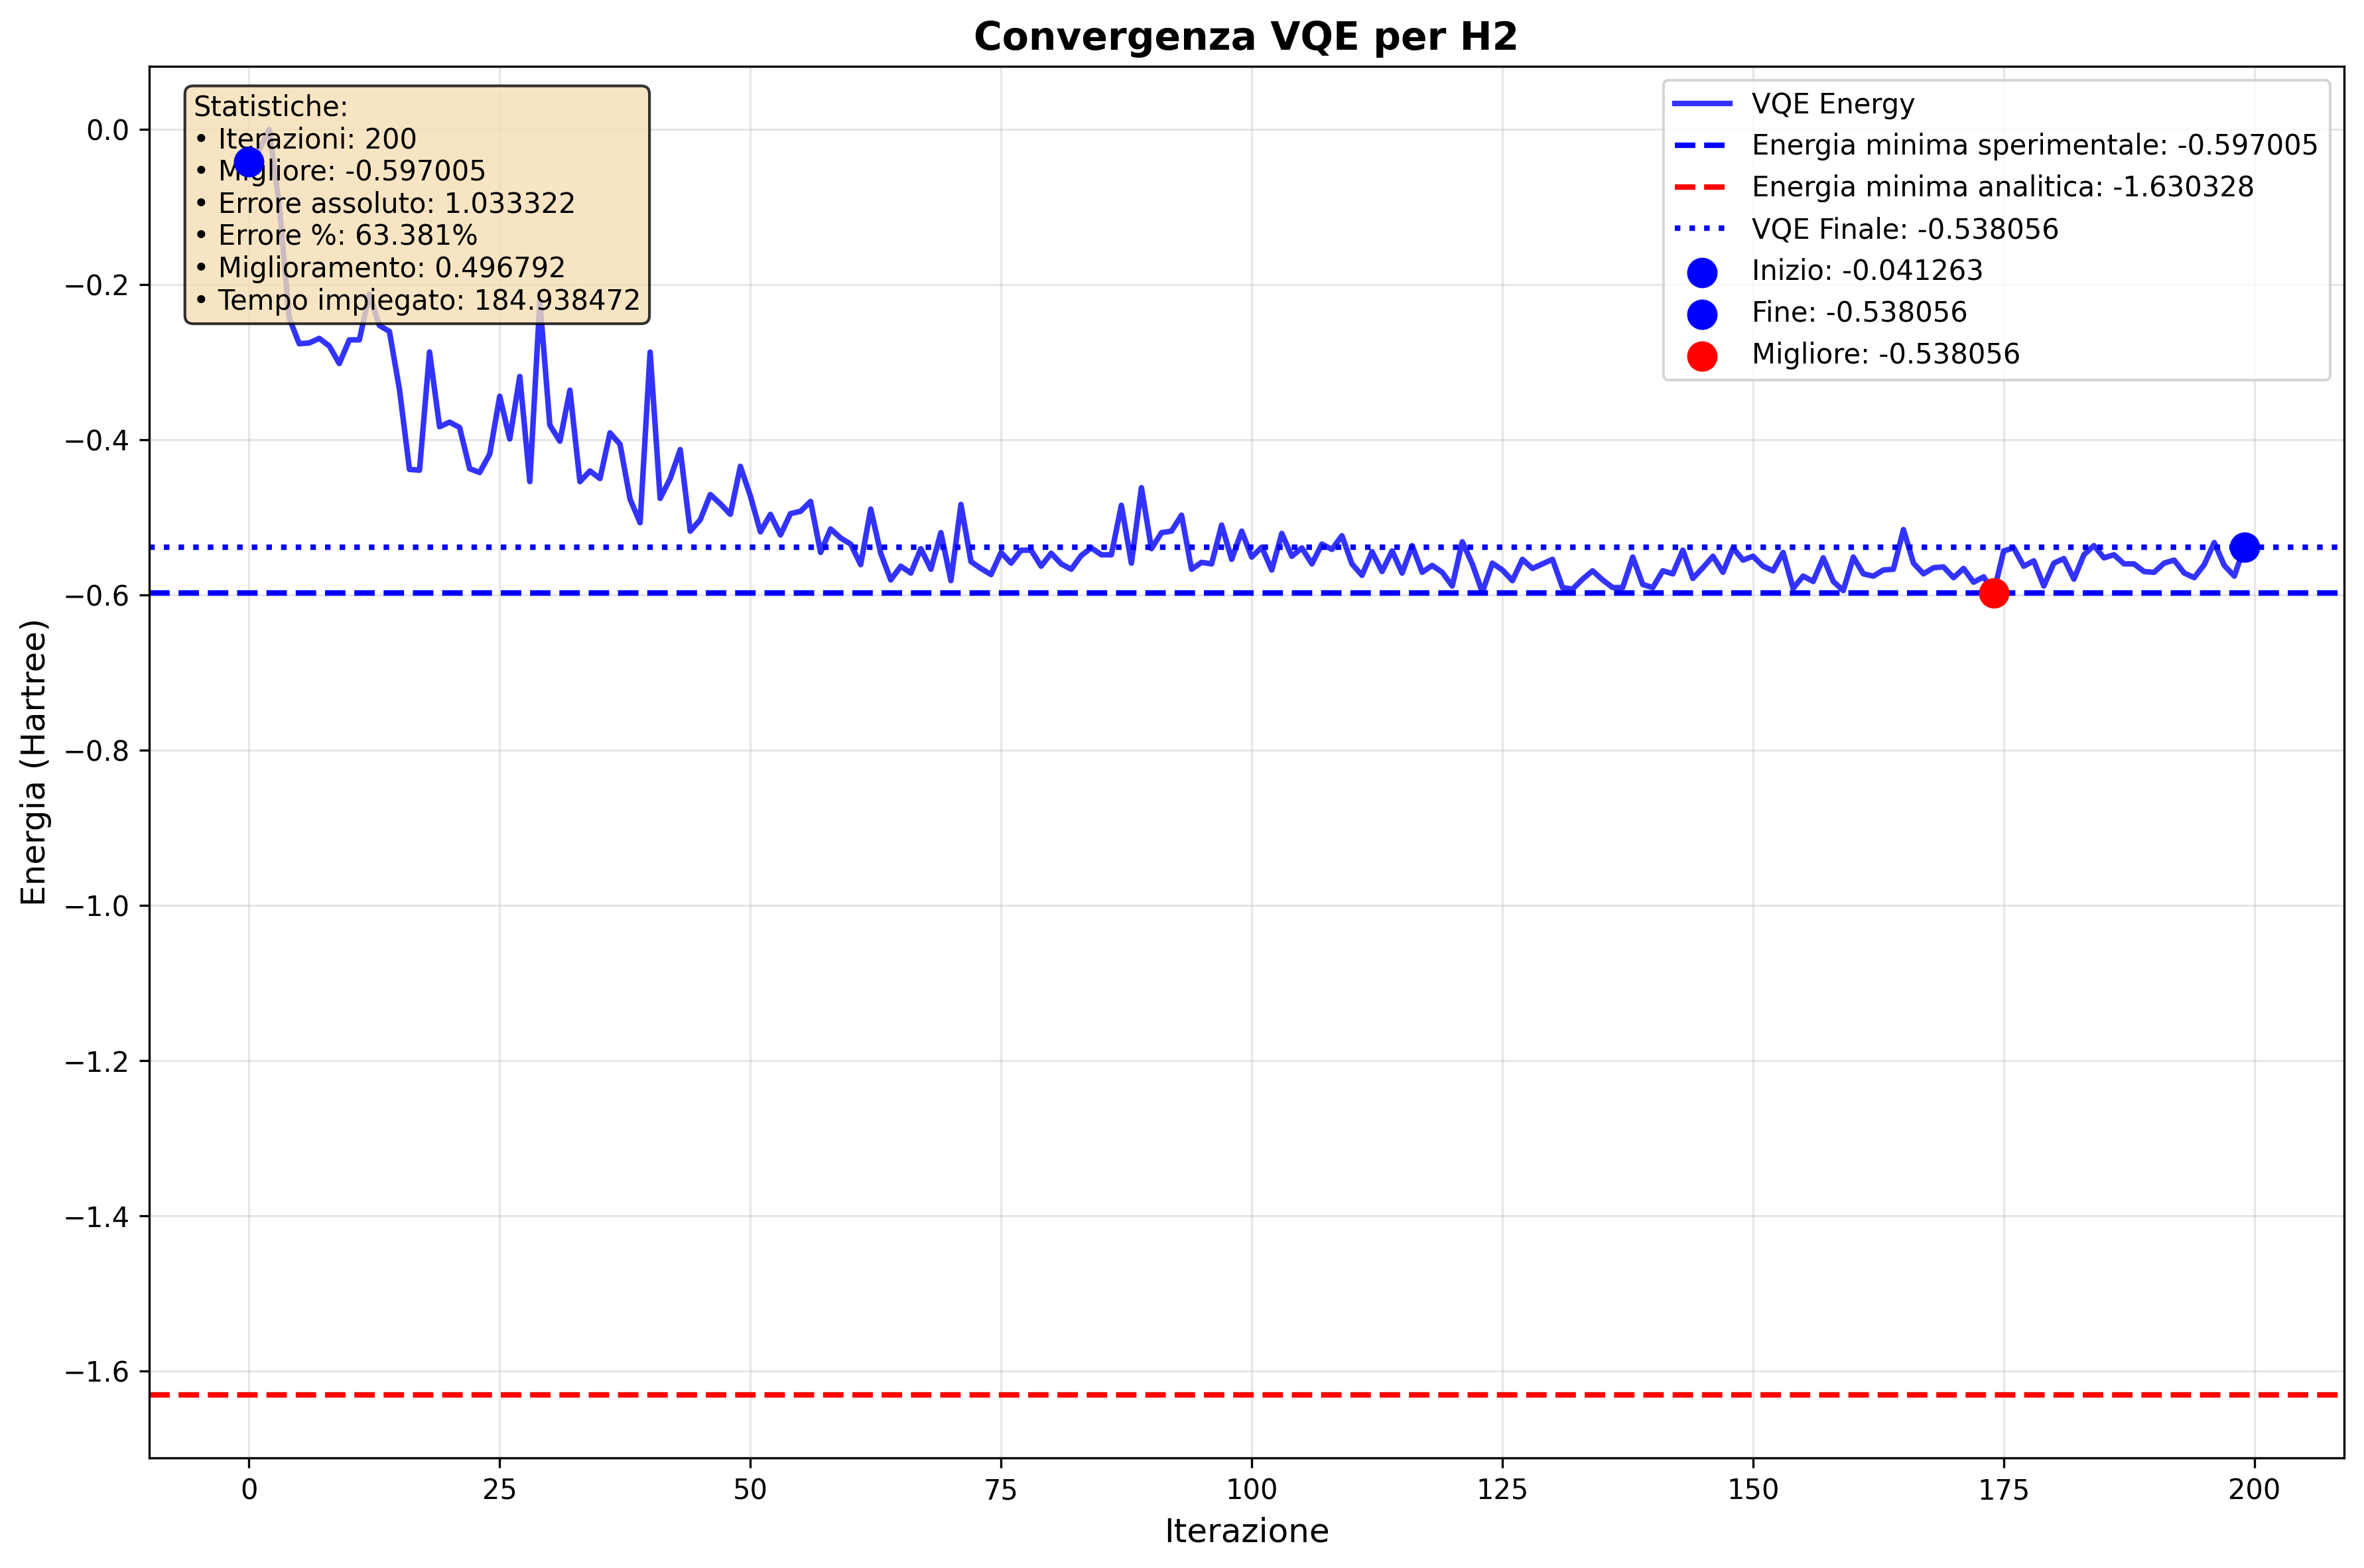 Convergenza VQE per H2
Statistiche:
• Iterazioni: 200
• Migliore: -0.597005
• Errore assoluto: 1.033322
• Errore %: 63.381%
• Miglioramento: 0.496792
• Tempo impiegato: 184.938472
VQE Energy
Energia minima sperimentale: -0.597005
Energia minima analitica: -1.630328
VQE Finale: -0.538056
Inizio: -0.041263
Fine: -0.538056
Migliore: -0.538056
Energia (Hartree)
0.0
−0.2
−0.4
−0.6
−0.8
−1.0
−1.2
−1.4
−1.6
0 25 50 75 100 125 150 175 200
Iterazione